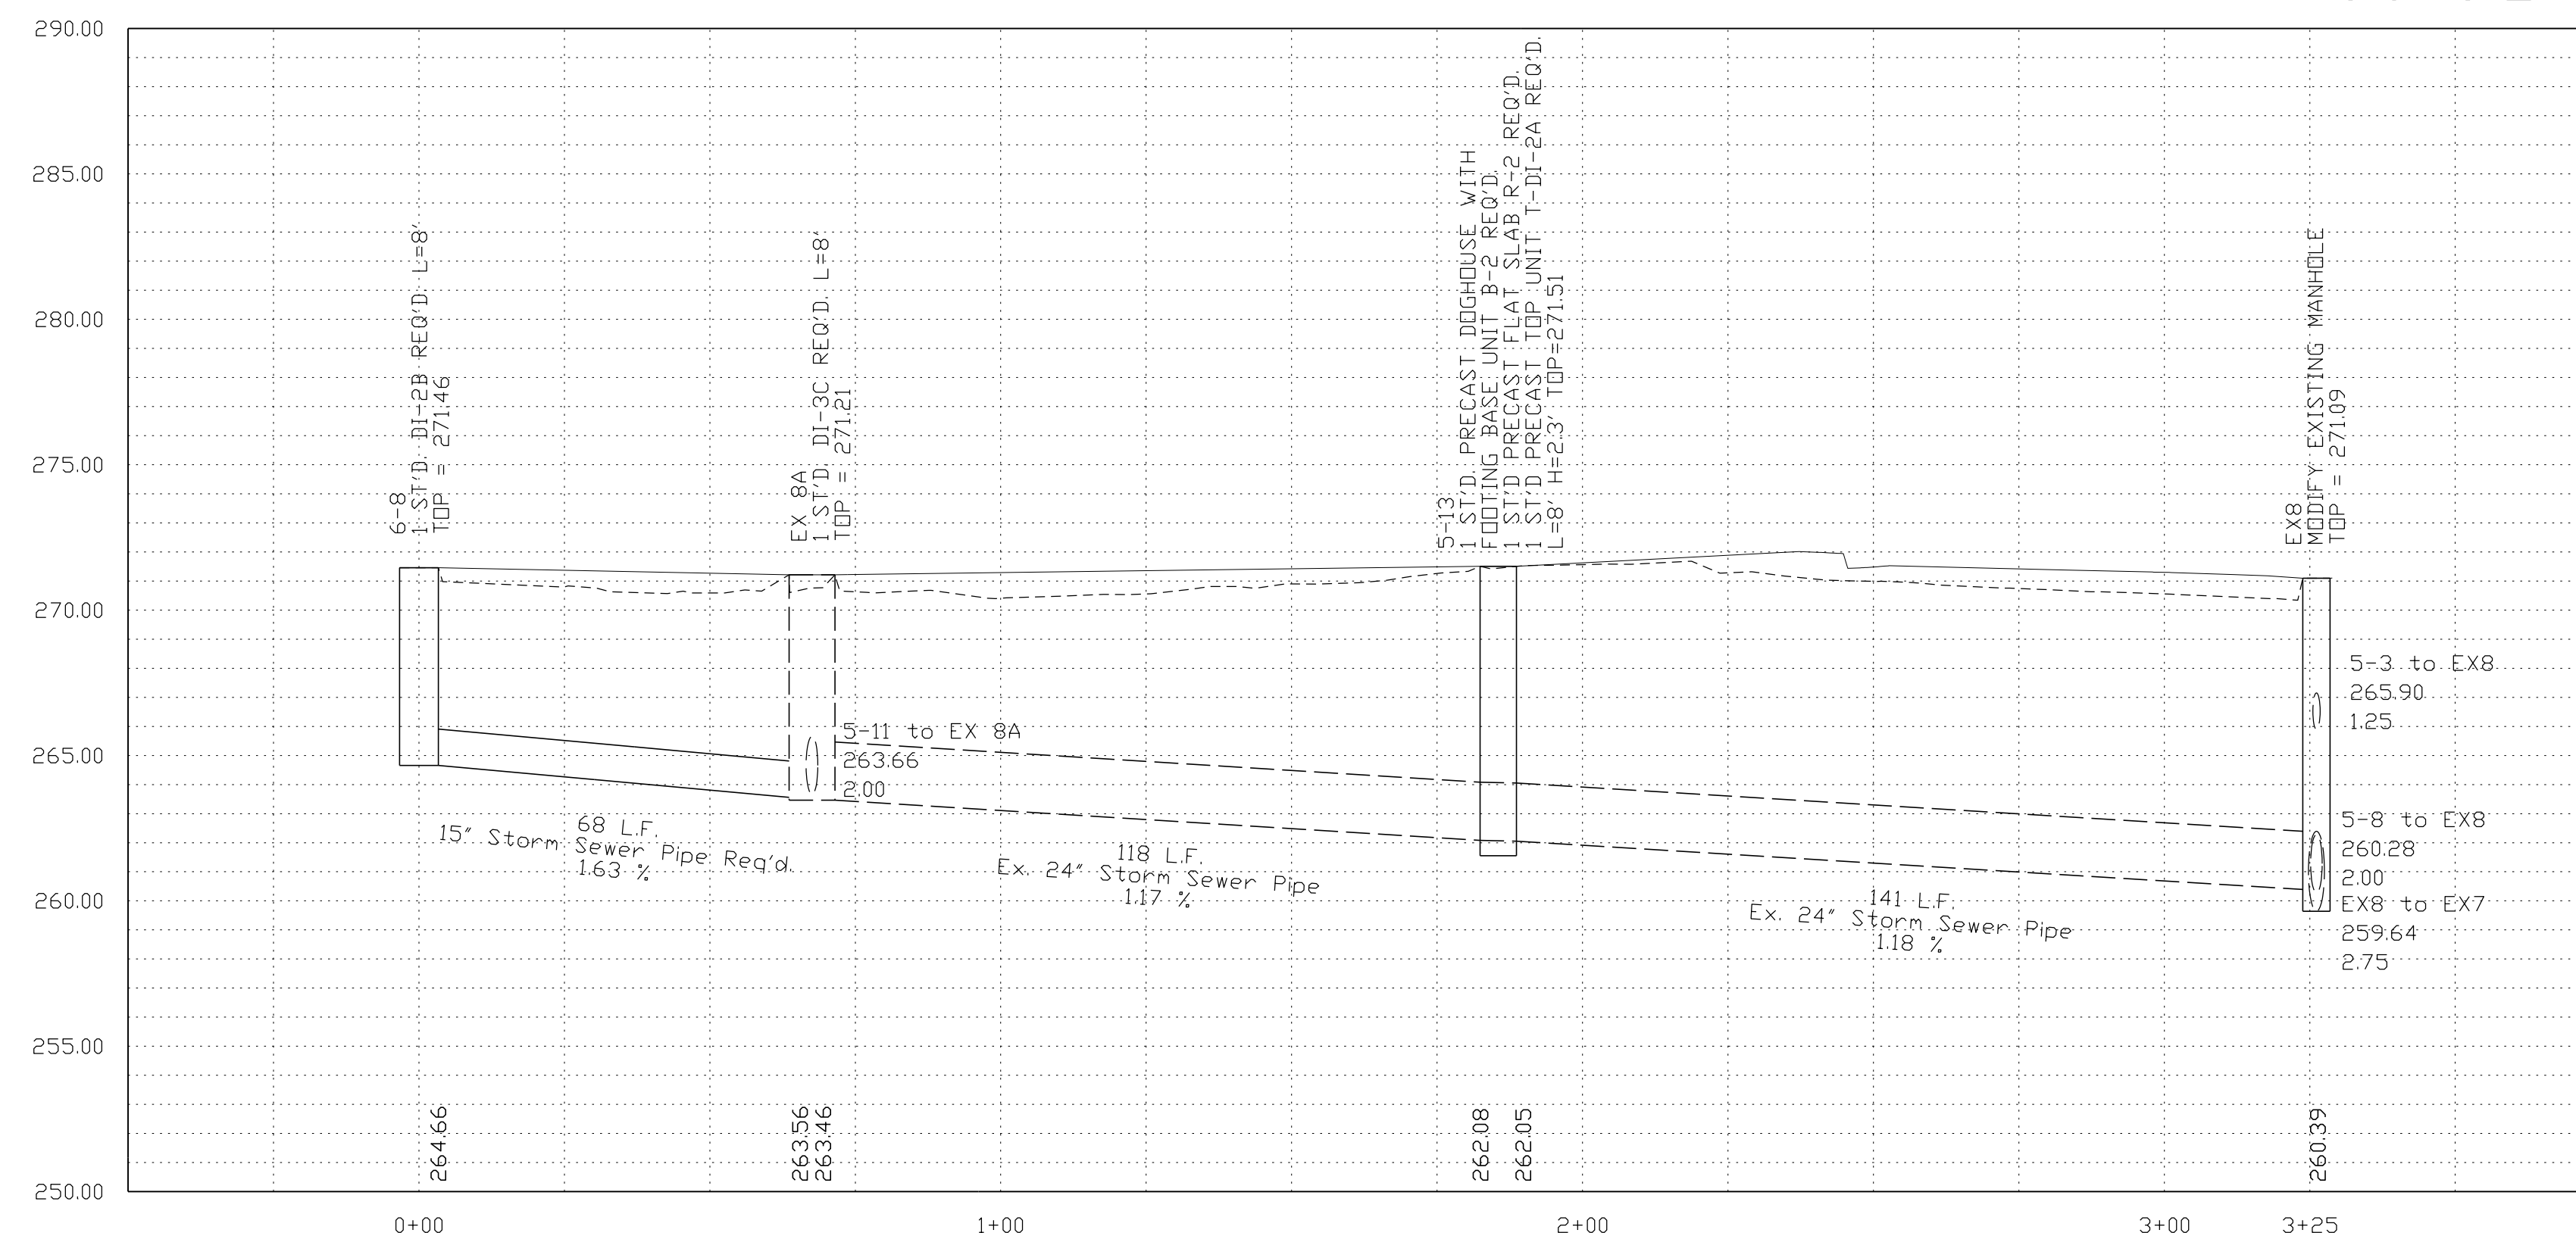 290.00
285.00
280.00
275.00
270.00
265.00
260.00
255.00
250.00
6-8
1 ST'D. DI-2B REQ'D. L=8'
TOP = 271.46
EX 8A
1 ST'D. DI-3C REQ'D. L=8'
TOP = 271.21
5-13
1 ST'D. PRECAST DOGHOUSE WITH
FOOTING BASE UNIT B-2 REQ'D.
1 ST'D PRECAST FLAT SLAB R-2 REQ'D.
1 ST'D PRECAST TOP UNIT T-DI-2A REQ'D.
L=8' H=2.3' TOP=271.51
EX8
MODIFY EXISTING MANHOLE
TOP = 271.09
5-3 to EX8
265.90
1.25
5-11 to EX 8A
263.66
2.00
5-8 to EX8
260.28
2.00
EX8 to EX7
259.64
2.75
68 L.F.
15" Storm Sewer Pipe Req'd.
1.63 %
118 L.F.
Ex. 24" Storm Sewer Pipe
1.17 %
141 L.F.
Ex. 24" Storm Sewer Pipe
1.18 %
264.66
263.56
263.46
262.08
262.05
260.39
0+00
1+00
2+00
3+00
3+25